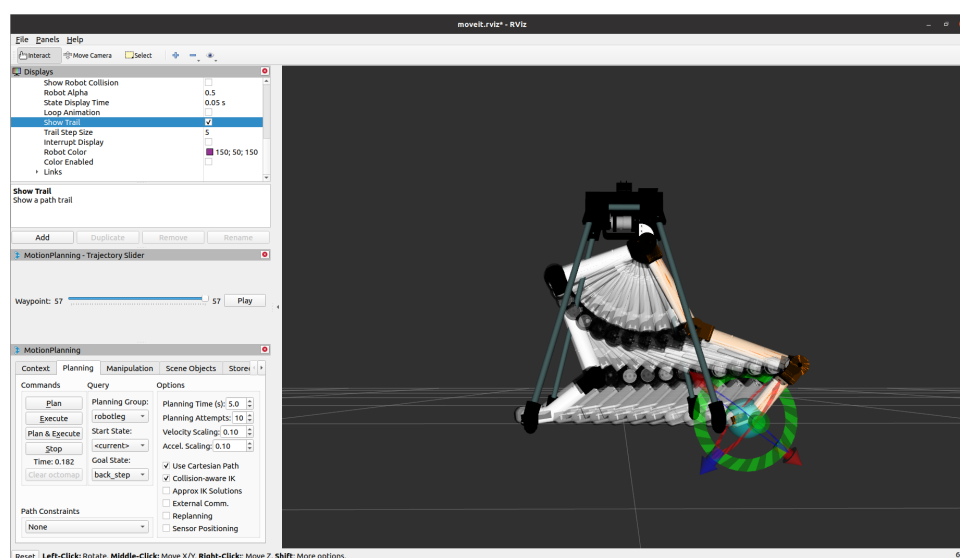 moveit.rviz* - RViz
File Panels Help
Interact Move Camera Select
Displays
Show Robot Collision
Robot Alpha 0.5
State Display Time 0.05 s
Loop Animation
Show Trail
Trail Step Size 5
Interrupt Display
Robot Color 150; 50; 150
Color Enabled
Links
Show Trail
Show a path trail
Add Duplicate Remove Rename
MotionPlanning - Trajectory Slider
Waypoint: 57 57 Play
MotionPlanning
Context Planning Manipulation Scene Objects Stored
Commands Query Options
Plan Planning Group: Planning Time (s): 5.0
Execute robotleg Planning Attempts: 10
Plan & Execute Start State: Velocity Scaling: 0.10
Stop <current> Accel. Scaling: 0.10
Time: 0.182 Goal State: Use Cartesian Path
Clear octomap back_step Collision-aware IK
Approx IK Solutions
External Comm.
Path Constraints Replanning
None Sensor Positioning
Reset Left-Click: Rotate. Middle-Click: Move X/Y. Right-Click:: Move Z. Shift: More options. 6